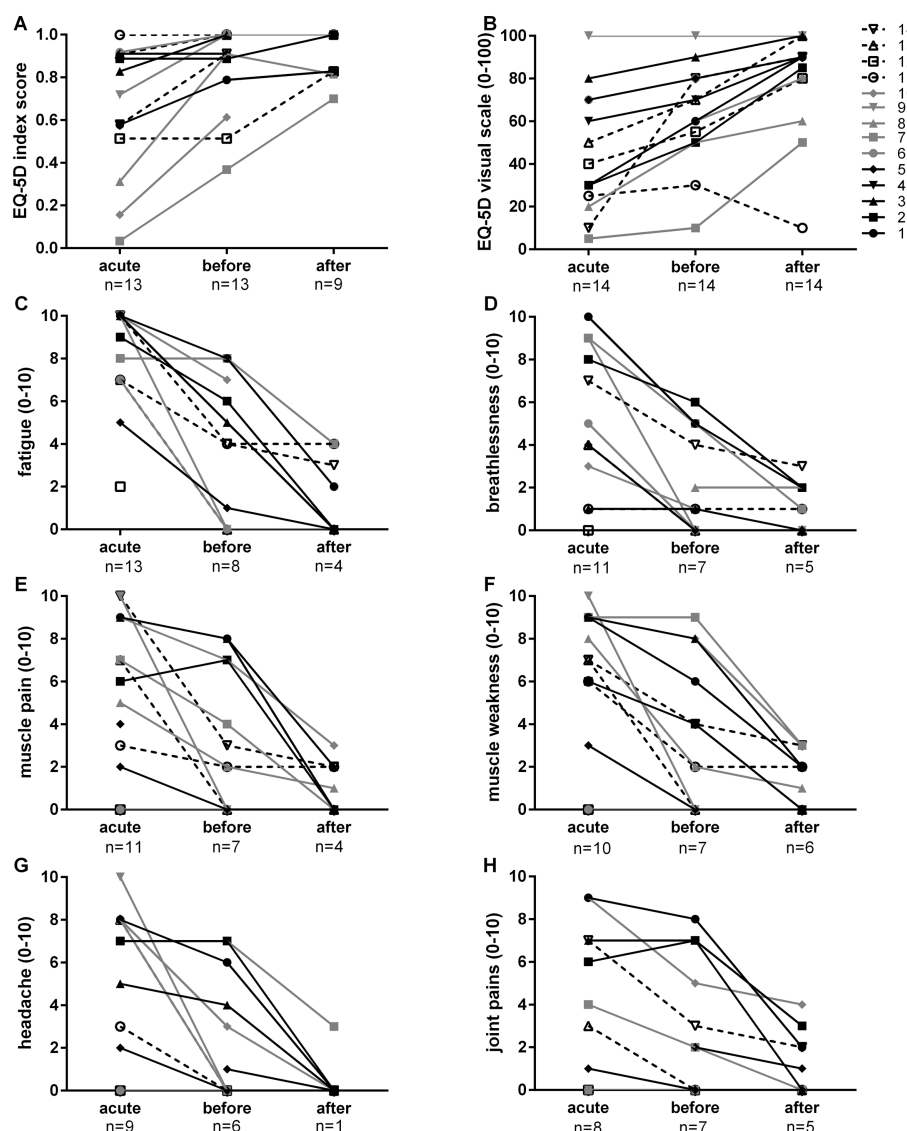 A
EQ-5D index score
1.0
0.8
0.6
0.4
0.2
0.0
acute before after
n=13 n=13 n=9
B
EQ-5D visual scale (0-100)
100
80
60
40
20
0
acute before after
n=14 n=14 n=14
1
1
1
1
9
8
7
6
5
4
3
2
1
C
fatigue (0-10)
10
8
6
4
2
0
acute before after
n=13 n=8 n=4
D
breathlessness (0-10)
10
8
6
4
2
0
acute before after
n=11 n=7 n=5
E
muscle pain (0-10)
10
8
6
4
2
0
acute before after
n=11 n=7 n=4
F
muscle weakness (0-10)
10
8
6
4
2
0
acute before after
n=10 n=7 n=6
G
headache (0-10)
10
8
6
4
2
0
acute before after
n=9 n=6 n=1
H
joint pains (0-10)
10
8
6
4
2
0
acute before after
n=8 n=7 n=5